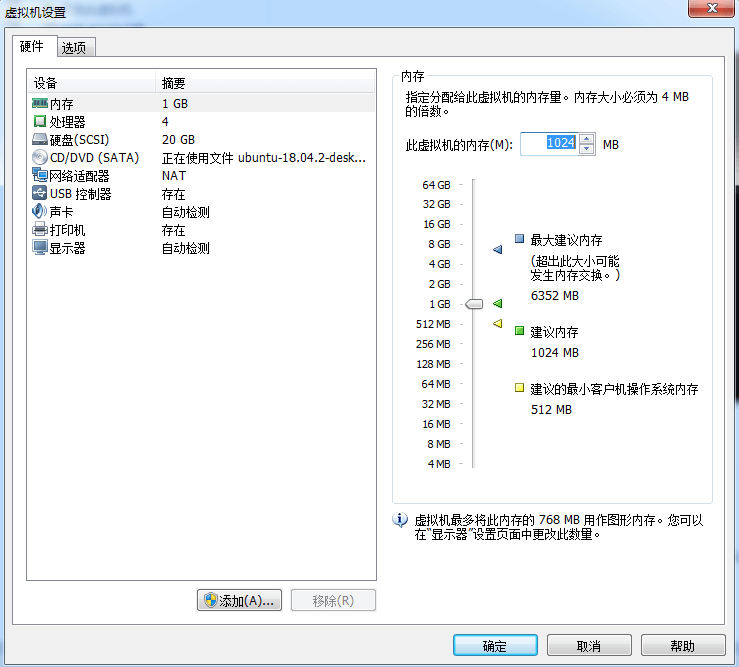 虚拟机设置
硬件 选项
设备 摘要
内存 1 GB
处理器 4
硬盘(SCSI) 20 GB
CD/DVD (SATA) 正在使用文件 ubuntu-18.04.2-desk...
网络适配器 NAT
USB 控制器 存在
声卡 自动检测
打印机 存在
显示器 自动检测
添加(A)... 移除(R)
内存
指定分配给此虚拟机的内存量。内存大小必须为 4 MB
的倍数。
此虚拟机的内存(M): 1024 MB
64 GB
32 GB
16 GB
8 GB
4 GB
2 GB
1 GB
512 MB
256 MB
128 MB
64 MB
32 MB
16 MB
8 MB
4 MB
最大建议内存
(超出此大小可能
发生内存交换。)
6352 MB
建议内存
1024 MB
建议的最小客户机操作系统内存
512 MB
虚拟机最多将此内存的 768 MB 用作图形内存。您可以
在“显示器”设置页面中更改此数量。
确定 取消 帮助